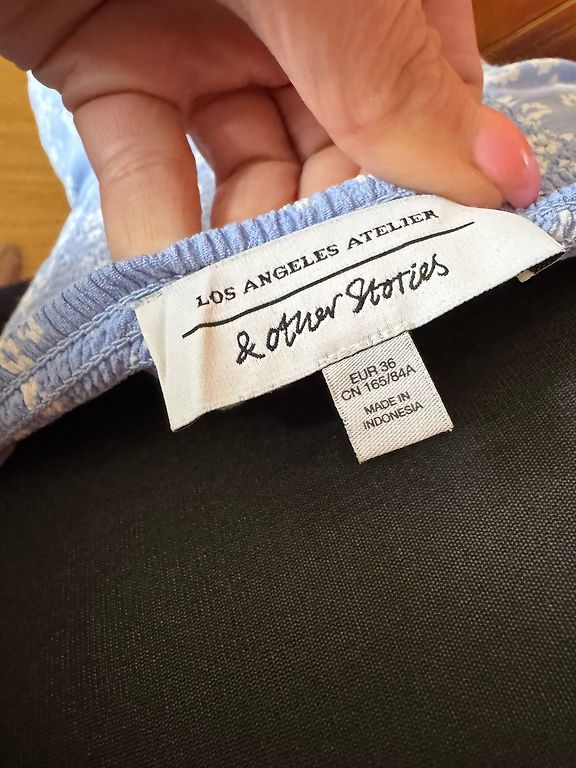 LOS ANGELES ATELIER
& other Stories
EUR 36
CN 165/84A
MADE IN
INDONESIA